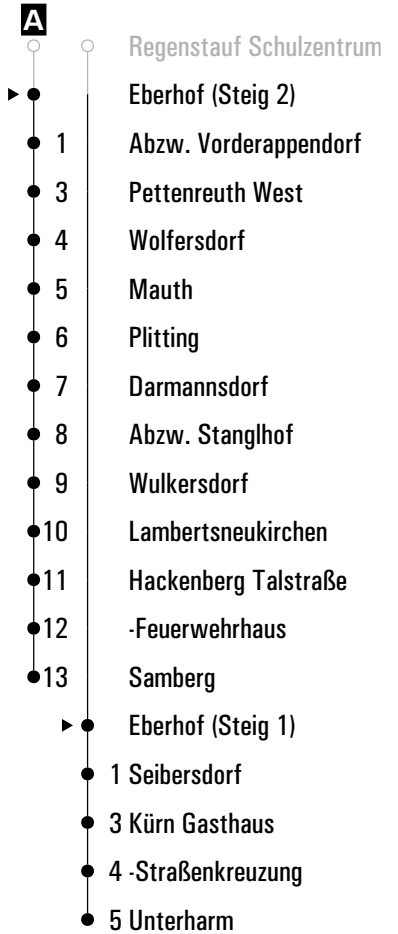 A
Regenstauf Schulzentrum
Eberhof (Steig 2)
1 Abzw. Vorderappendorf
3 Pettenreuth West
4 Wolfersdorf
5 Mauth
6 Plitting
7 Darmannsdorf
8 Abzw. Stanglhof
9 Wulkersdorf
10 Lambertsneukirchen
11 Hackenberg Talstraße
12 -Feuerwehrhaus
13 Samberg
Eberhof (Steig 1)
1 Seibersdorf
3 Kürn Gasthaus
4 -Straßenkreuzung
5 Unterharm